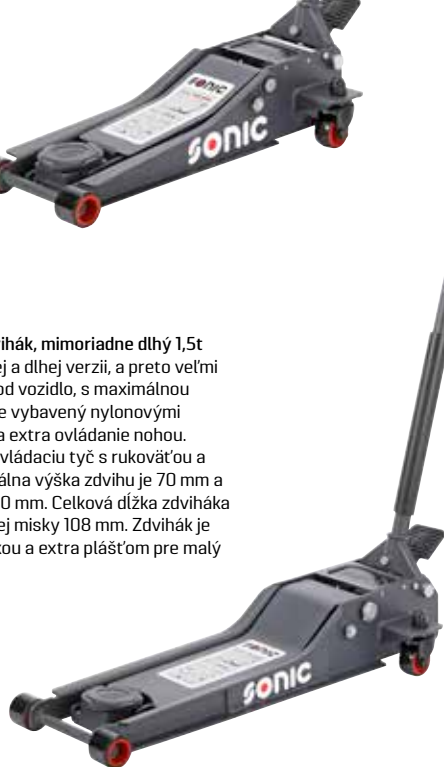 SONIC
SONIC
vihák, mimoriadne dlhý 1,5t
ej a dlhej verzii, a preto veľmi
od vozidlo, s maximálnou
e vybavený nylonovými
a extra ovládanie nohou.
vládaciu tyč s rukoväťou a
álna výška zdvihu je 70 mm a
0 mm. Celková dĺžka zdviháka
ej misky 108 mm. Zdvihák je
kou a extra plášťom pre malý
SONIC
SONIC